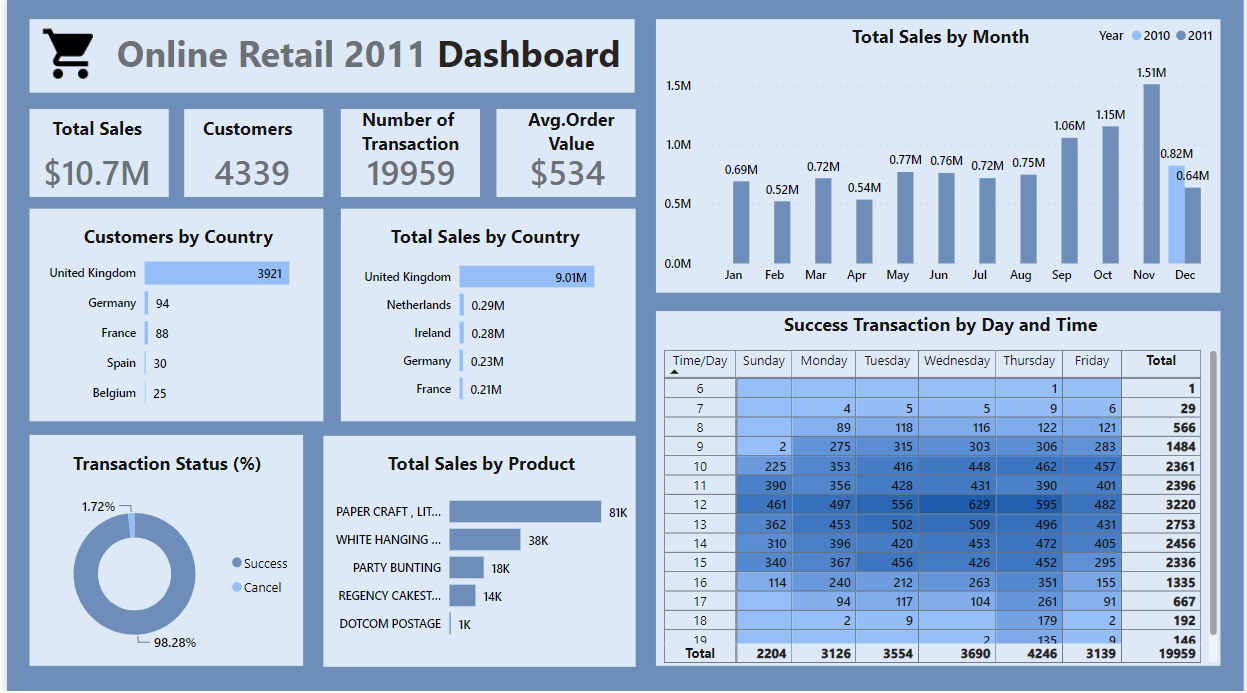 Online Retail 2011 Dashboard
Total Sales
$10.7M
Customers
4339
Number of
Transaction
19959
Avg.Order
Value
$534
Total Sales by Month
Year 2010 2011
1.5M
1.0M
0.5M
0.0M
0.69M
0.52M
0.72M
0.54M
0.77M
0.76M
0.72M
0.75M
1.06M
1.15M
1.51M
0.82M
0.64M
Jan Feb Mar Apr May Jun Jul Aug Sep Oct Nov Dec
Customers by Country
United Kingdom 3921
Germany 94
France 88
Spain 30
Belgium 25
Total Sales by Country
United Kingdom 9.01M
Netherlands 0.29M
Ireland 0.28M
Germany 0.23M
France 0.21M
Transaction Status (%)
1.72%
98.28%
Success
Cancel
Total Sales by Product
PAPER CRAFT , LIT... 81K
WHITE HANGING ... 38K
PARTY BUNTING 18K
REGENCY CAKEST... 14K
DOTCOM POSTAGE 1K
Success Transaction by Day and Time
Time/Day Sunday Monday Tuesday Wednesday Thursday Friday Total
6 1 1
7 4 5 5 9 6 29
8 89 118 116 122 121 566
9 2 275 315 303 306 283 1484
10 225 353 416 448 462 457 2361
11 390 356 428 431 390 401 2396
12 461 497 556 629 595 482 3220
13 362 453 502 509 496 431 2753
14 310 396 420 453 472 405 2456
15 340 367 456 426 452 295 2336
16 114 240 212 263 351 155 1335
17 94 117 104 261 91 667
18 2 9 179 2 192
19 2 135 9 146
Total 2204 3126 3554 3690 4246 3139 19959